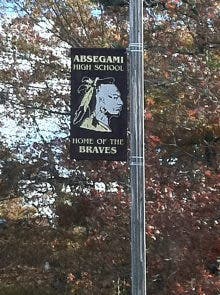 ABSEGAMI
HIGH SCHOOL
HOME OF THE
BRAVES